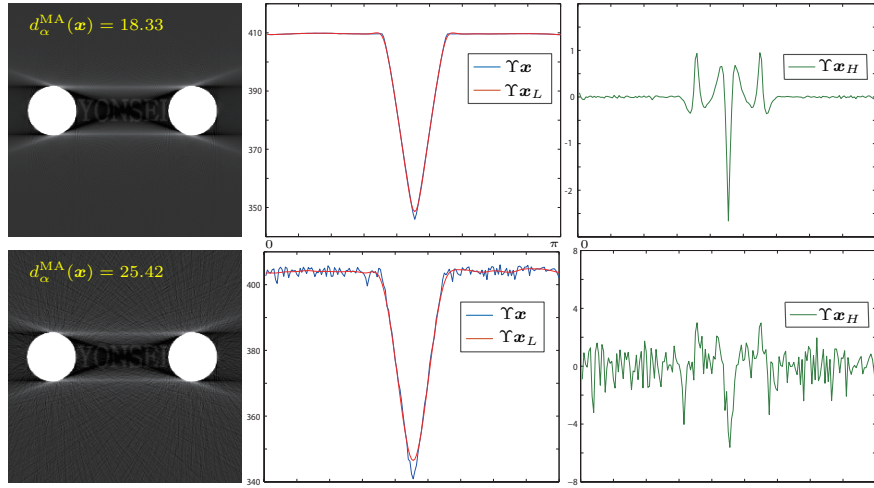 d_α^MA(x) = 18.33
YONSEI
410
390
370
350
Υx
Υx_L
0
π
1
0
-1
-2
Υx_H
0
d_α^MA(x) = 25.42
YONSEI
400
380
360
340
Υx
Υx_L
8
4
0
−4
−8
Υx_H